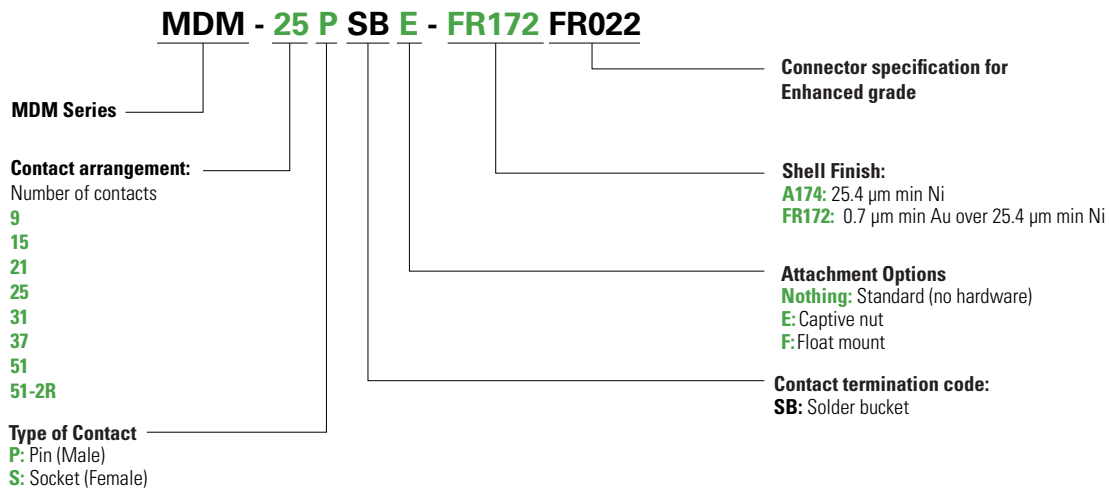 MDM - 25 P SB E - FR172 FR022
MDM Series
Contact arrangement:
Number of contacts
9
15
21
25
31
37
51
51-2R
Type of Contact
P: Pin (Male)
S: Socket (Female)
Connector specification for
Enhanced grade
Shell Finish:
A174: 25.4 µm min Ni
FR172: 0.7 µm min Au over 25.4 µm min Ni
Attachment Options
Nothing: Standard (no hardware)
E: Captive nut
F: Float mount
Contact termination code:
SB: Solder bucket